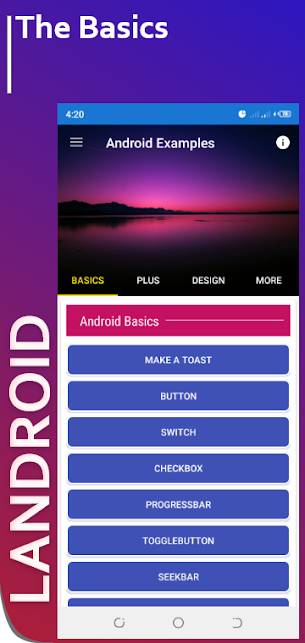 The Basics
4:20
Android Examples
BASICS PLUS DESIGN MORE
Android Basics
MAKE A TOAST
BUTTON
SWITCH
CHECKBOX
PROGRESSBAR
TOGGLEBUTTON
SEEKBAR
LANDROID